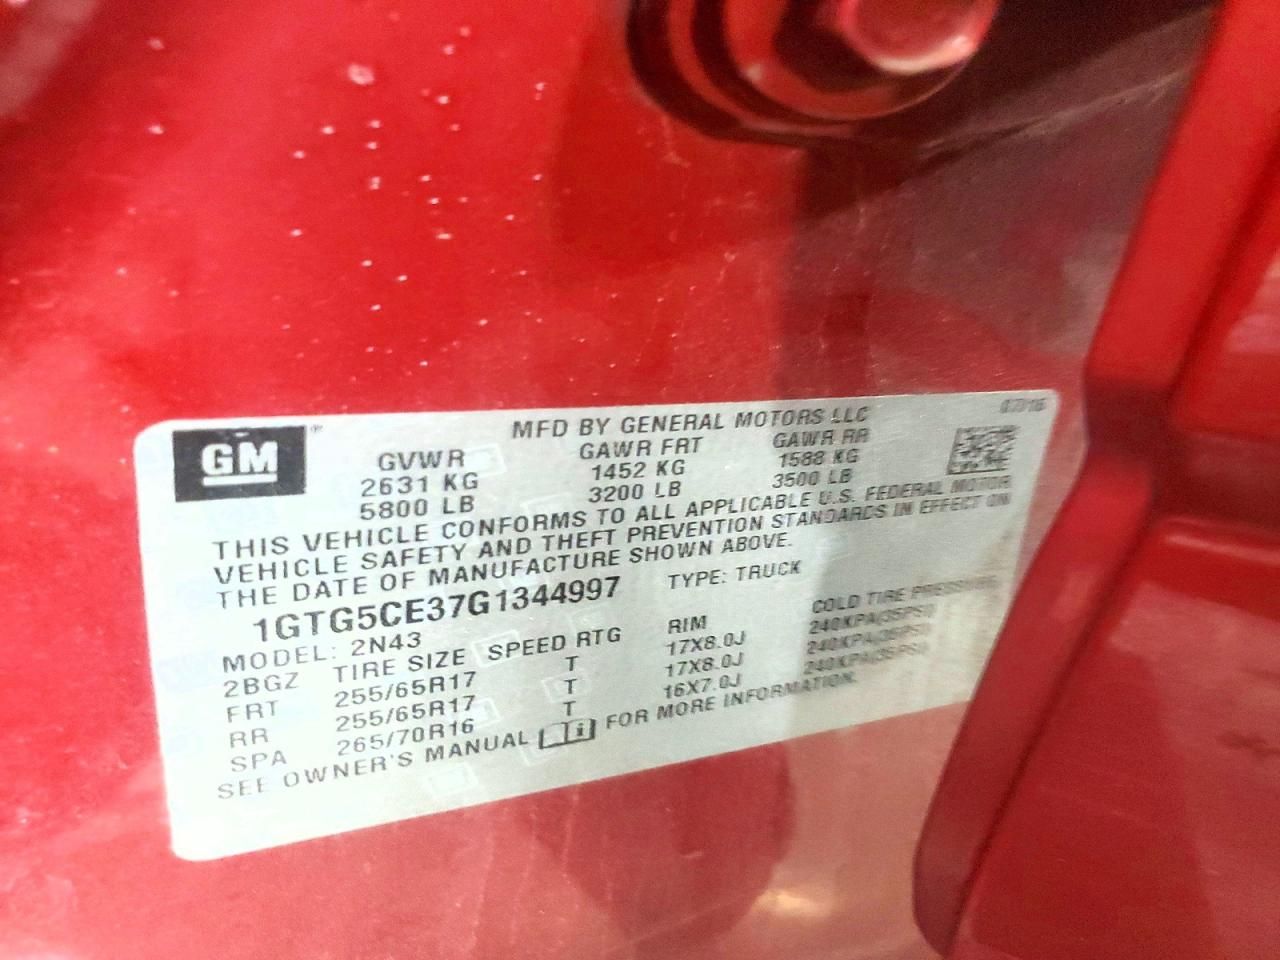 07/16
GM®
MFD BY GENERAL MOTORS LLC
GVWR GAWR FRT GAWR RR
2631 KG 1452 KG 1588 KG
5800 LB 3200 LB 3500 LB
THIS VEHICLE CONFORMS TO ALL APPLICABLE U.S. FEDERAL MOTOR
VEHICLE SAFETY AND THEFT PREVENTION STANDARDS IN EFFECT ON
THE DATE OF MANUFACTURE SHOWN ABOVE.
1GTG5CE37G1344997 TYPE: TRUCK
MODEL: 2N43
2BGZ TIRE SIZE SPEED RTG RIM COLD TIRE PRESSURE
FRT 255/65R17 T 17X8.0J 240KPA(35PSI)
RR 255/65R17 T 17X8.0J 240KPA(35PSI)
SPA 265/70R16 T 16X7.0J 240KPA(35PSI)
SEE OWNER'S MANUAL FOR MORE INFORMATION.